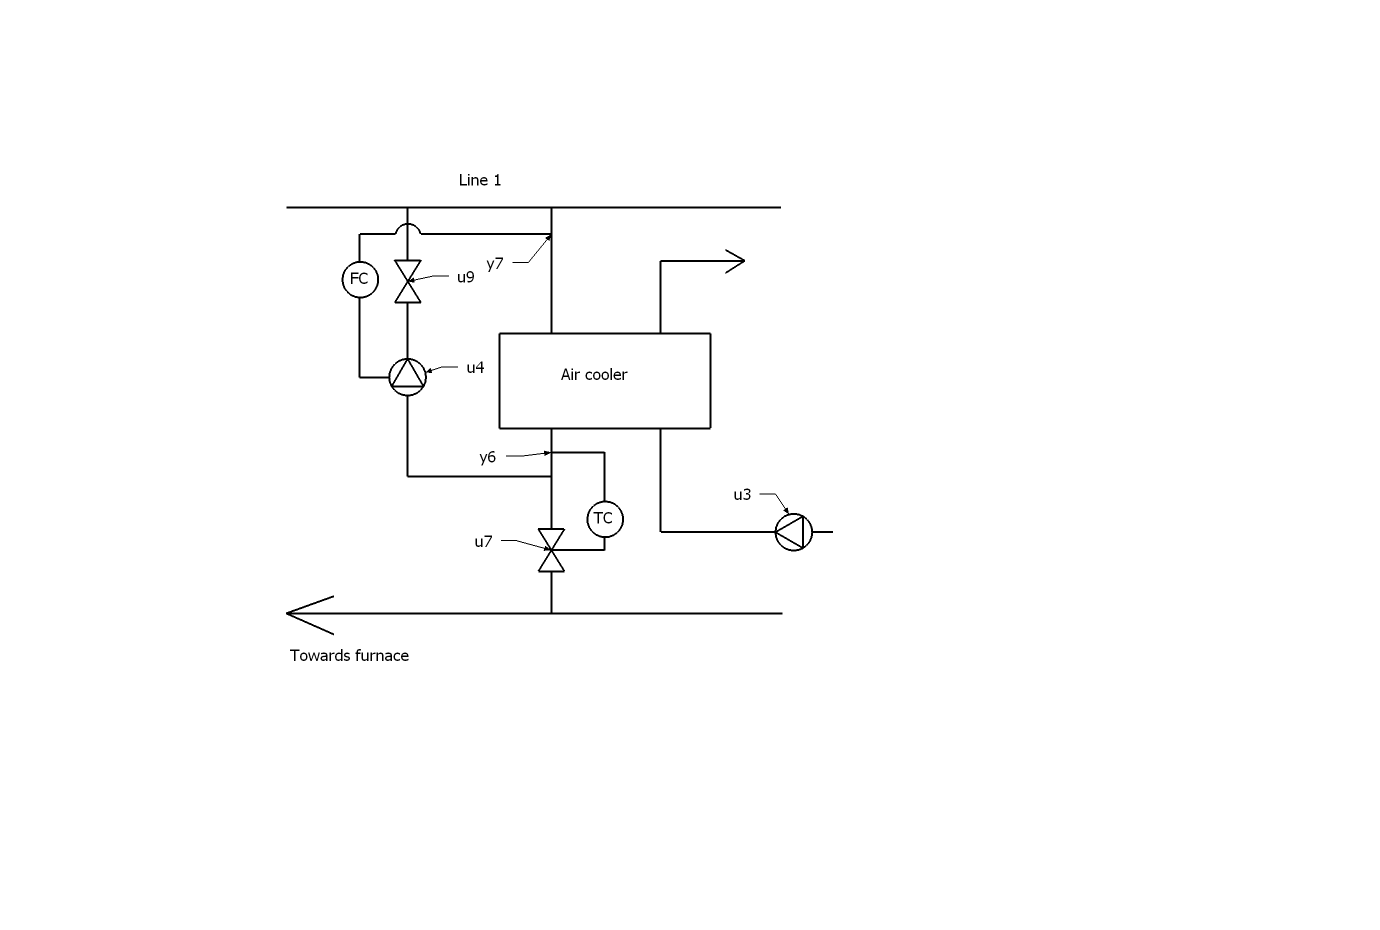 Line 1
y7
FC
u9
u4
Air cooler
y6
u3
TC
u7
Towards furnace